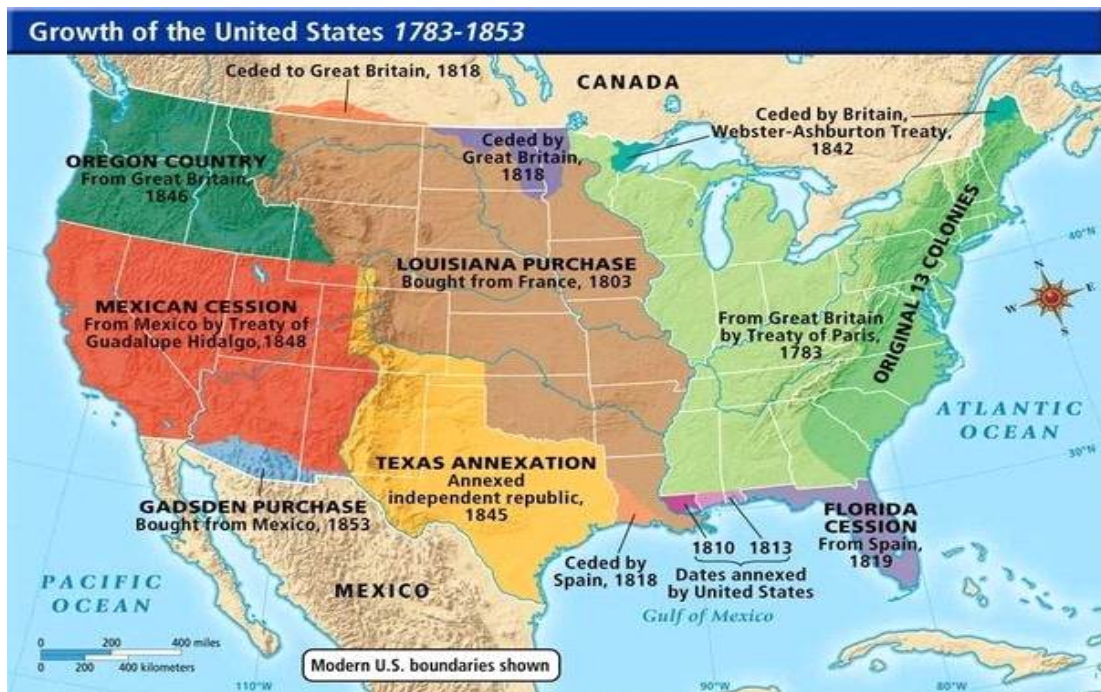 Growth of the United States 1783-1853
Ceded to Great Britain, 1818
CANADA
Ceded by Britain,
Webster-Ashburton Treaty,
1842
Ceded by
Great Britain,
1818
OREGON COUNTRY
From Great Britain,
1846
ORIGINAL 13 COLONIES
40°N
LOUISIANA PURCHASE
Bought from France, 1803
N
E
S
W
MEXICAN CESSION
From Mexico by Treaty of
Guadalupe Hidalgo, 1848
From Great Britain
by Treaty of Paris,
1783
ATLANTIC
OCEAN
30°N
TEXAS ANNEXATION
Annexed
independent republic,
1845
GADSDEN PURCHASE
Bought from Mexico, 1853
FLORIDA
CESSION
From Spain,
1819
1810 1813
Dates annexed
by United States
Ceded by
Spain, 1818
PACIFIC
OCEAN
MEXICO
Gulf of Mexico
0 200 400 miles
0 200 400 kilometers
Modern U.S. boundaries shown
110°W
90°W
80°W